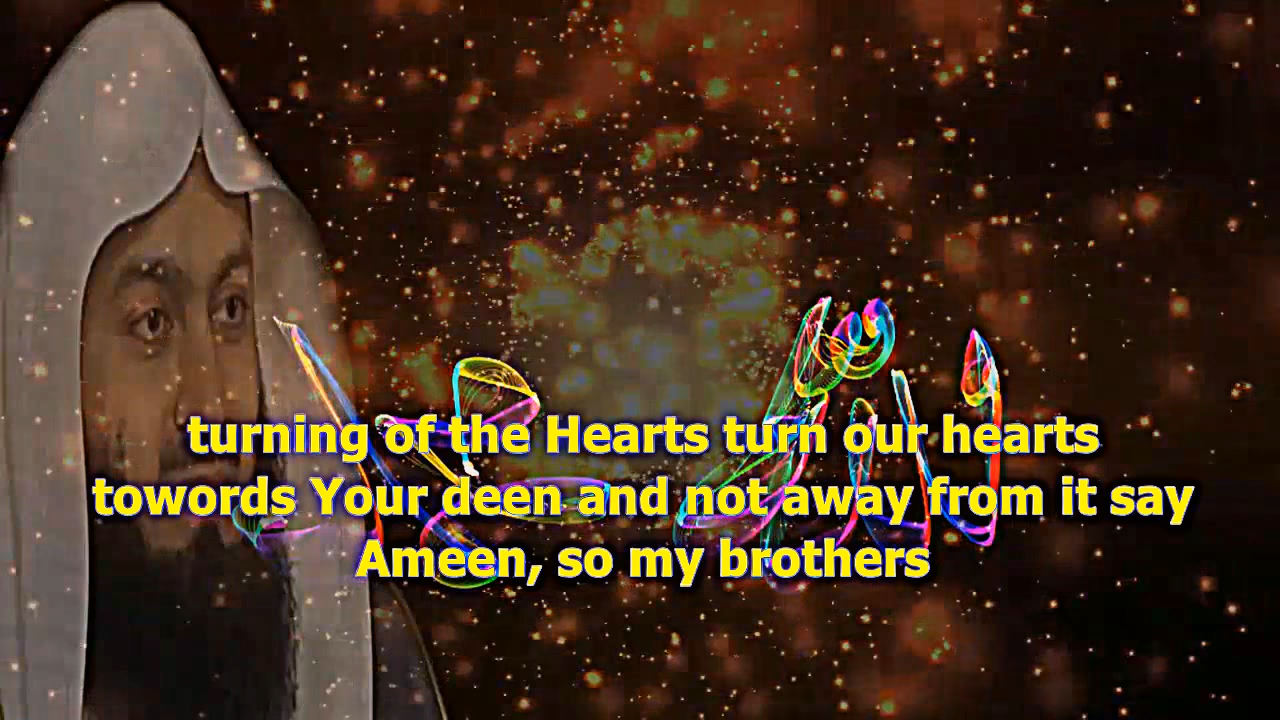 turning of the Hearts turn our hearts
towords Your deen and not away from it say
Ameen, so my brothers